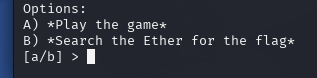 Options:
A) *Play the game*
B) *Search the Ether for the flag*
[a/b] >